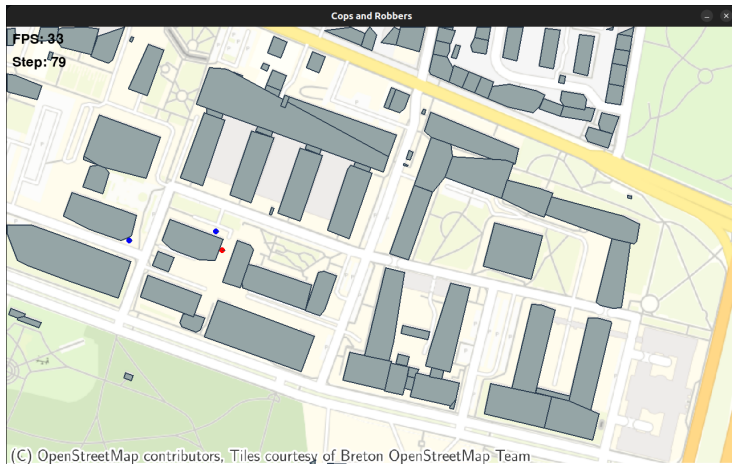 Cops and Robbers
FPS: 33
Step: 79
(C) OpenStreetMap contributors, Tiles courtesy of Breton OpenStreetMap Team